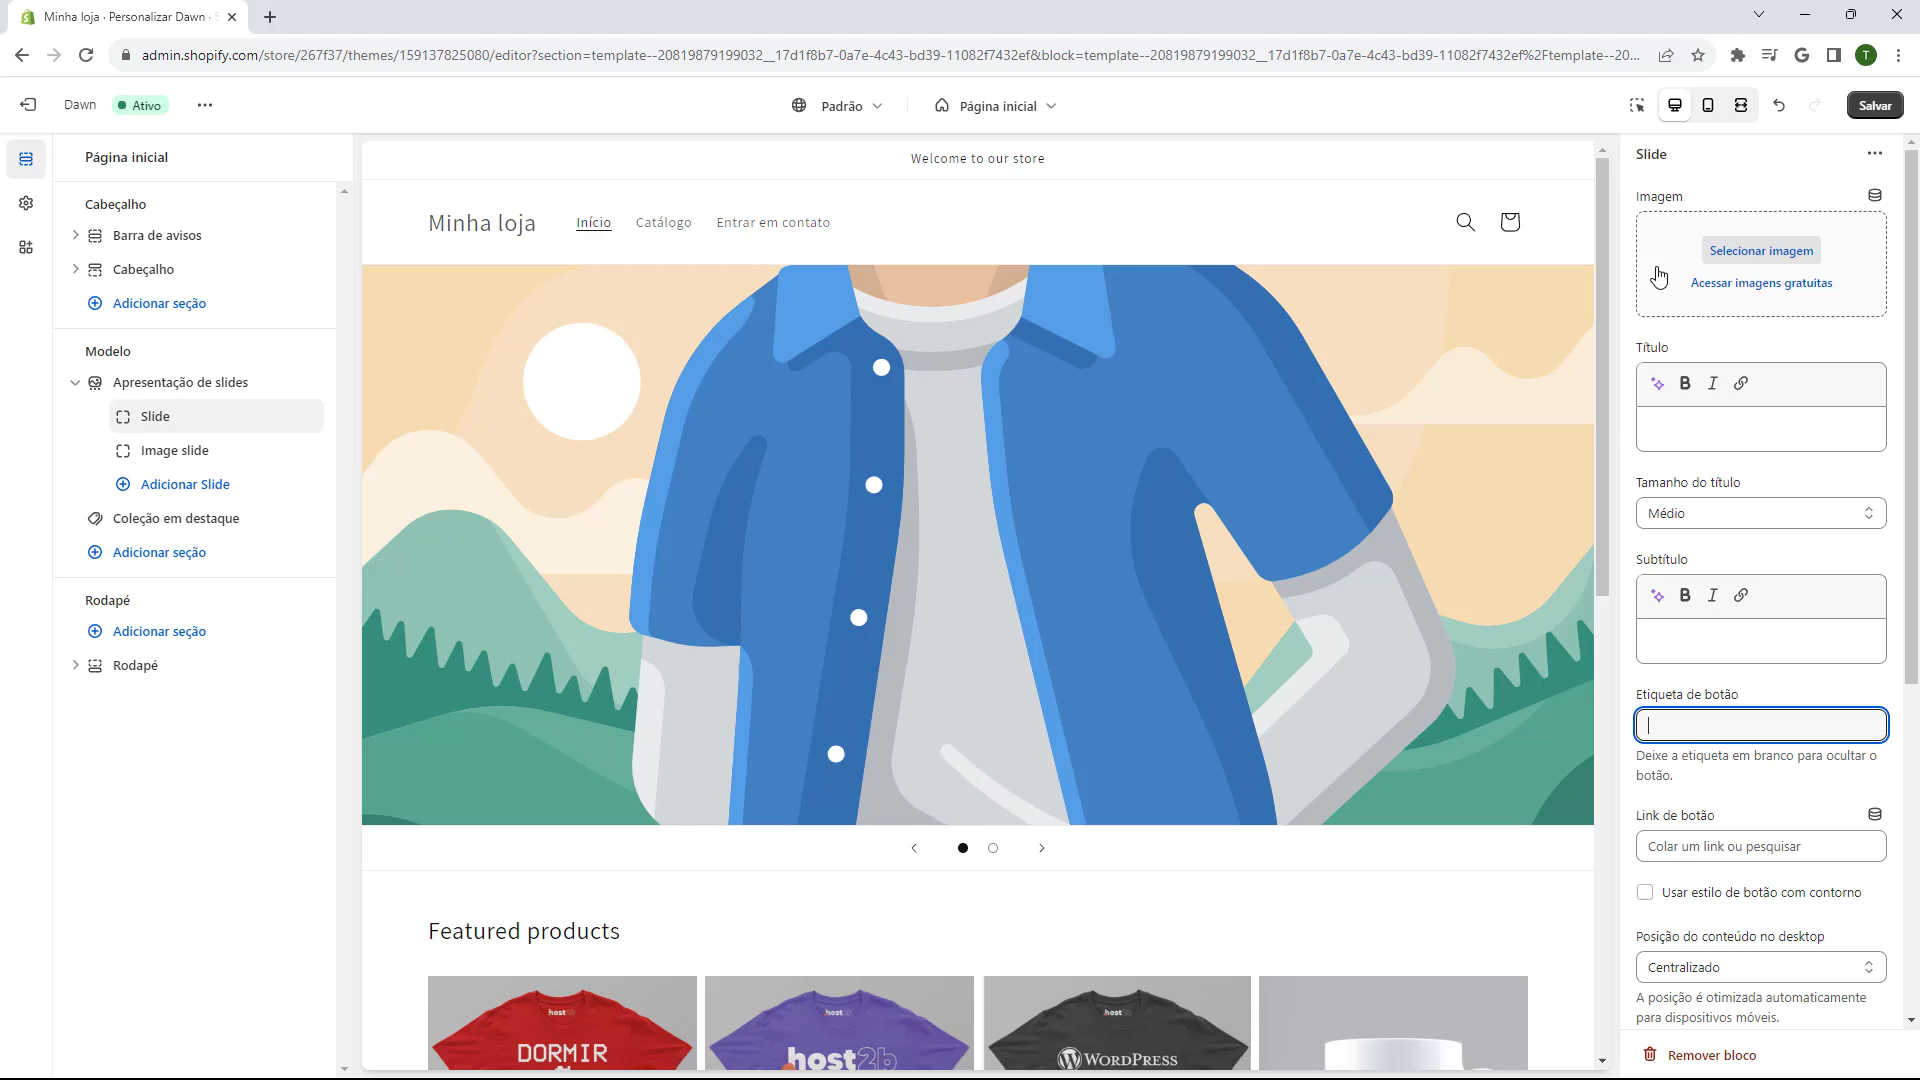 Minha loja · Personalizar Dawn ·
admin.shopify.com/store/267f37/themes/159137825080/editor?section=template--20819879199032__17d1f8b7-0a7e-4c43-bd39-11082f7432ef&block=template--20819879199032__17d1f8b7-0a7e-4c43-bd39-11082f7432ef%2Ftemplate--20...
T
Dawn
Ativo
Padrão
Página inicial
Salvar
Página inicial
Cabeçalho
Barra de avisos
Cabeçalho
Adicionar seção
Modelo
Apresentação de slides
Slide
Image slide
Adicionar Slide
Coleção em destaque
Adicionar seção
Rodapé
Adicionar seção
Rodapé
Welcome to our store
Minha loja
Início
Catálogo
Entrar em contato
Featured products
host
DORMIR
host
host2b
host
WORDPRESS
Slide
Imagem
Selecionar imagem
Acessar imagens gratuitas
Título
B I
Tamanho do título
Médio
Subtítulo
B I
Etiqueta de botão
Deixe a etiqueta em branco para ocultar o
botão.
Link de botão
Colar um link ou pesquisar
Usar estilo de botão com contorno
Posição do conteúdo no desktop
Centralizado
A posição é otimizada automaticamente
para dispositivos móveis.
Remover bloco